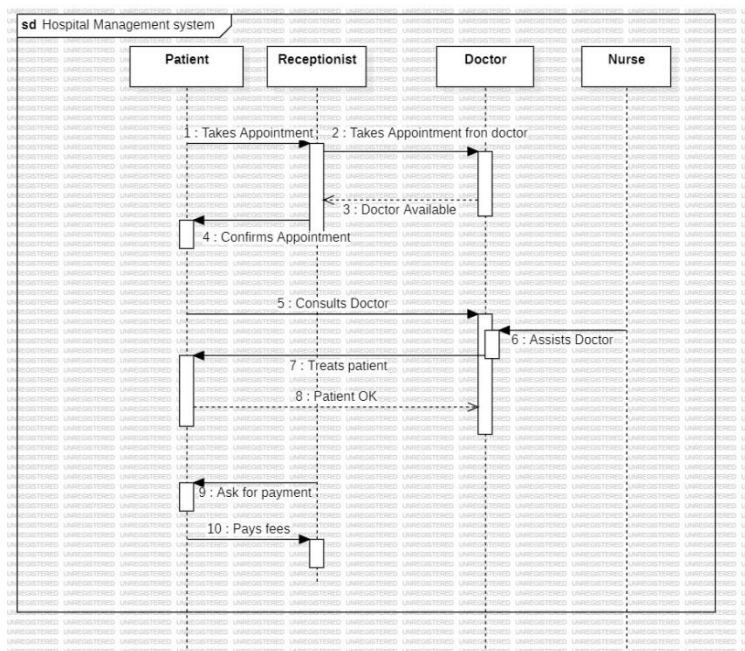 sd Hospital Management system
Patient
Receptionist
Doctor
Nurse
1 : Takes Appointment
2 : Takes Appointment fron doctor
3 : Doctor Available
4 : Confirms Appointment
5 : Consults Doctor
6 : Assists Doctor
7 : Treats patient
8 : Patient OK
9 : Ask for payment
10 : Pays fees
UNREGISTERED